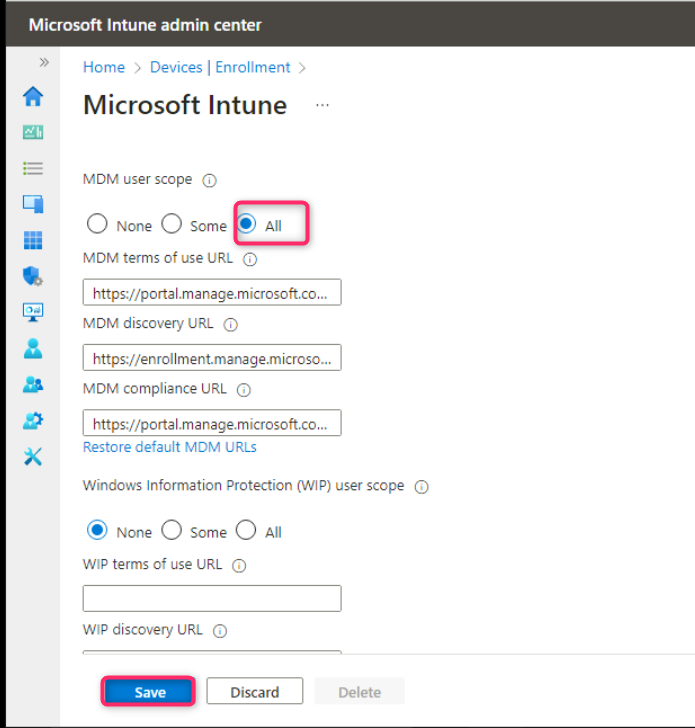 Microsoft Intune admin center
Home > Devices | Enrollment >
Microsoft Intune ...
MDM user scope
None Some All
MDM terms of use URL
https://portal.manage.microsoft.co...
MDM discovery URL
https://enrollment.manage.microso...
MDM compliance URL
https://portal.manage.microsoft.co...
Restore default MDM URLs
Windows Information Protection (WIP) user scope
None Some All
WIP terms of use URL
WIP discovery URL
Save Discard Delete